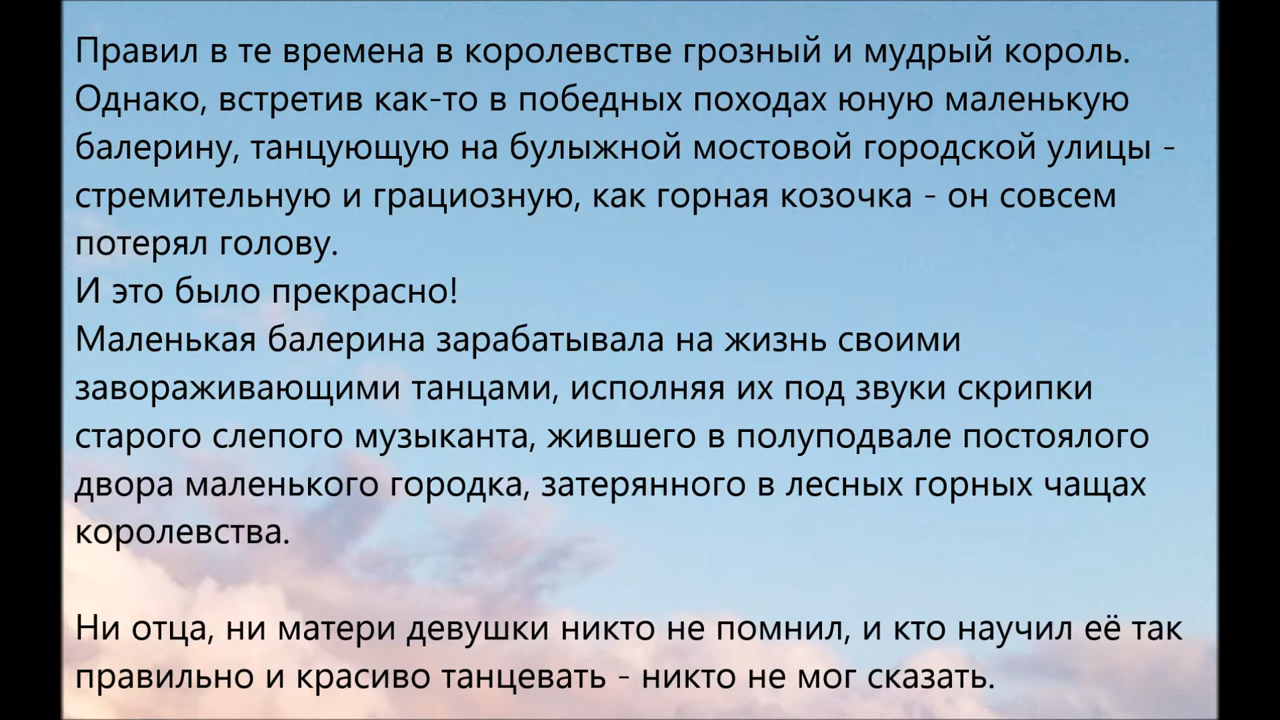 Правил в те времена в королевстве грозный и мудрый король.
Однако, встретив как-то в победных походах юную маленькую
балерину, танцующую на булыжной мостовой городской улицы -
стремительную и грациозную, как горная козочка - он совсем
потерял голову.
И это было прекрасно!
Маленькая балерина зарабатывала на жизнь своими
завораживающими танцами, исполняя их под звуки скрипки
старого слепого музыканта, жившего в полуподвале постоялого
двора маленького городка, затерянного в лесных горных чащах
королевства.
Ни отца, ни матери девушки никто не помнил, и кто научил её так
правильно и красиво танцевать - никто не мог сказать.